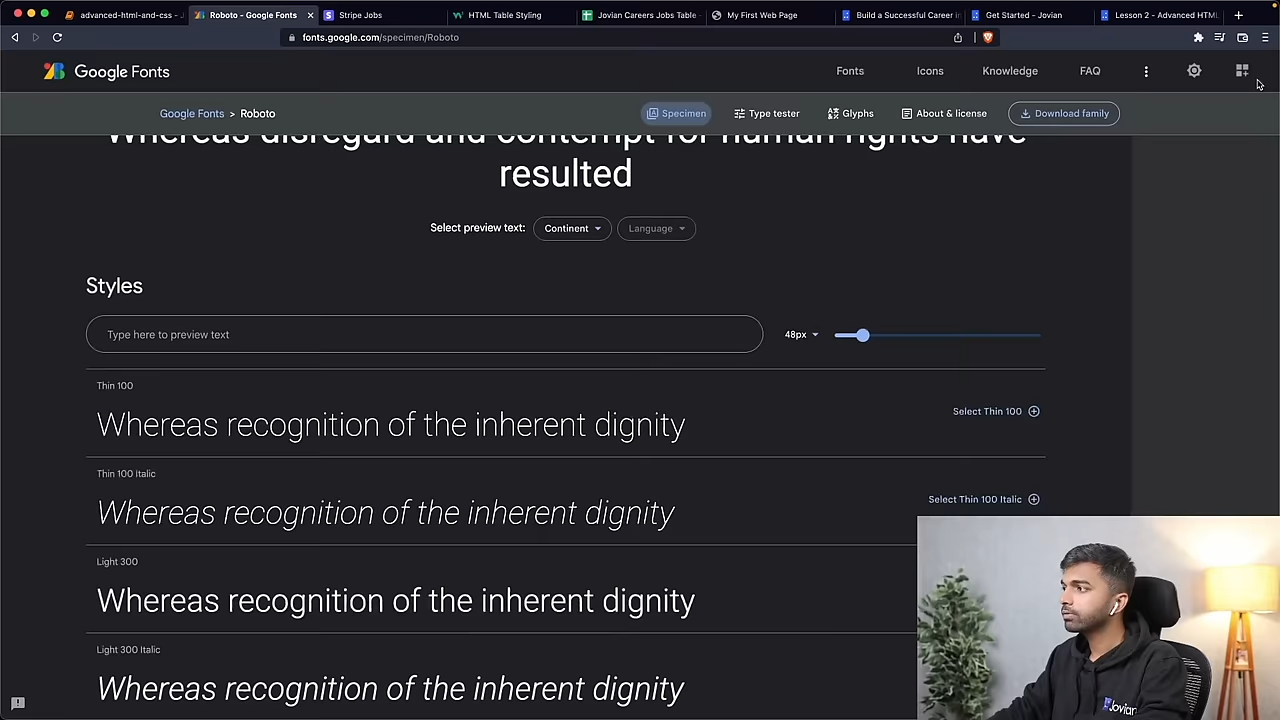 advanced-html-and-css - J
Roboto - Google Fonts
Stripe Jobs
HTML Table Styling
Jovian Careers Jobs Table -
My First Web Page
Build a Successful Career in
Get Started - Jovian
Lesson 2 - Advanced HTML
fonts.google.com/specimen/Roboto
Google Fonts
Fonts
Icons
Knowledge
FAQ
Google Fonts > Roboto
Specimen
Type tester
Glyphs
About & license
Download family
Whereas disregard and contempt for human rights have
resulted
Select preview text:
Continent
Language
Styles
Type here to preview text
48px
Thin 100
Whereas recognition of the inherent dignity
Select Thin 100
Thin 100 Italic
Whereas recognition of the inherent dignity
Select Thin 100 Italic
Light 300
Whereas recognition of the inherent dignity
Light 300 Italic
Whereas recognition of the inherent dignity
Jovian